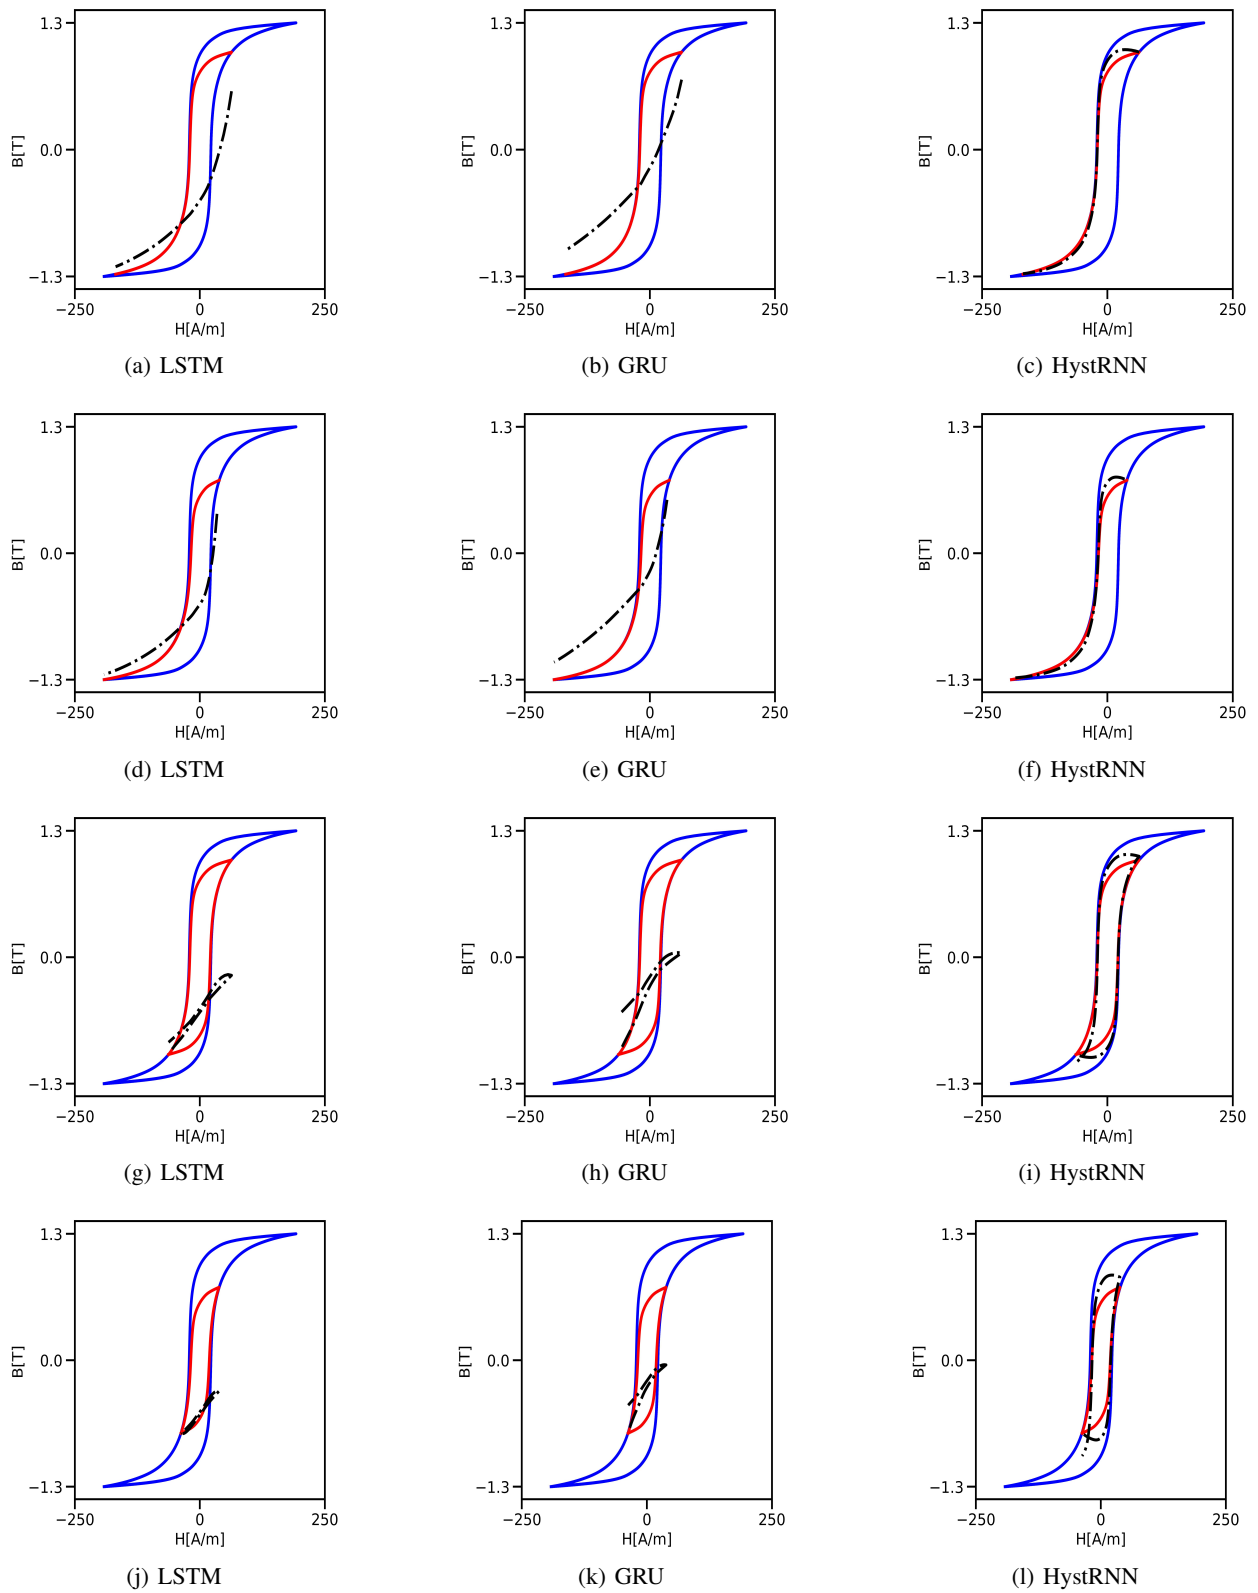 1.3
0.0
−1.3
B[T]
−250
0
250
H[A/m]
(a) LSTM
1.3
0.0
−1.3
B[T]
−250
0
250
H[A/m]
(b) GRU
1.3
0.0
−1.3
B[T]
−250
0
250
H[A/m]
(c) HystRNN
1.3
0.0
−1.3
B[T]
−250
0
250
H[A/m]
(d) LSTM
1.3
0.0
−1.3
B[T]
−250
0
250
H[A/m]
(e) GRU
1.3
0.0
−1.3
B[T]
−250
0
250
H[A/m]
(f) HystRNN
1.3
0.0
−1.3
B[T]
−250
0
250
H[A/m]
(g) LSTM
1.3
0.0
−1.3
B[T]
−250
0
250
H[A/m]
(h) GRU
1.3
0.0
−1.3
B[T]
−250
0
250
H[A/m]
(i) HystRNN
1.3
0.0
−1.3
B[T]
−250
0
250
H[A/m]
(j) LSTM
1.3
0.0
−1.3
B[T]
−250
0
250
H[A/m]
(k) GRU
1.3
0.0
−1.3
B[T]
−250
0
250
H[A/m]
(l) HystRNN